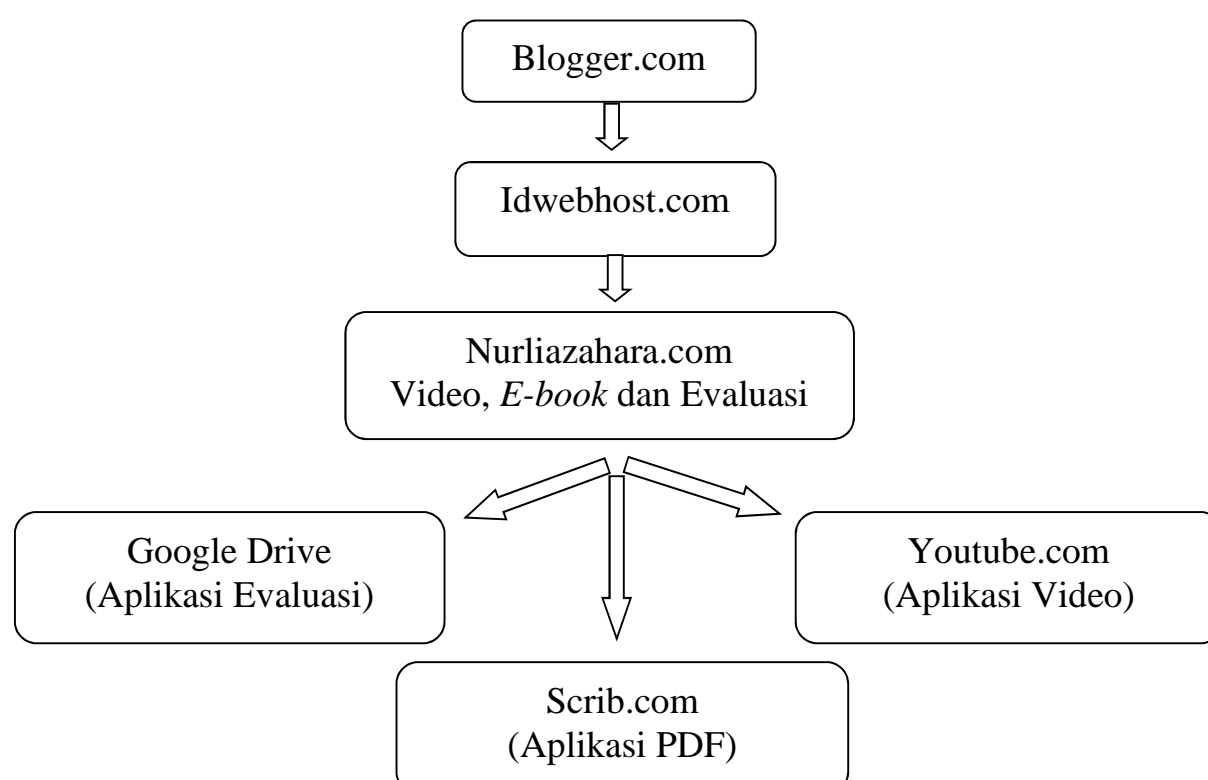 Blogger.com
Idwebhost.com
Nurliazahara.com
Video, E-book dan Evaluasi
Google Drive
(Aplikasi Evaluasi)
Youtube.com
(Aplikasi Video)
Scrib.com
(Aplikasi PDF)